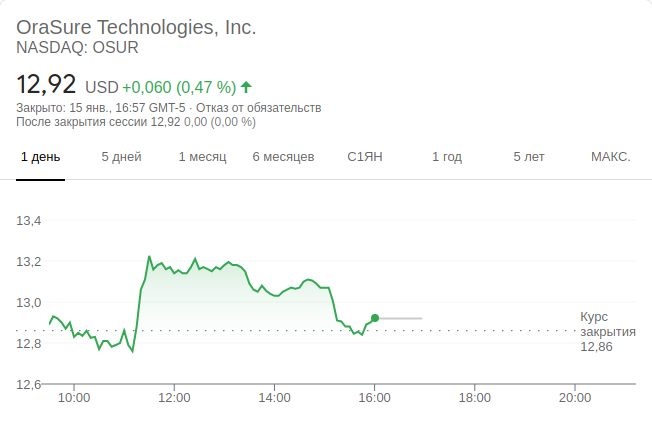 OraSure Technologies, Inc.
NASDAQ: OSUR
12,92 USD +0,060 (0,47 %)
Закрыто: 15 янв., 16:57 GMT-5 · Отказ от обязательств
После закрытия сессии 12,92 0,00 (0,00 %)
1 день 5 дней 1 месяц 6 месяцев С1ЯН 1 год 5 лет МАКС.
13,4
13,2
13,0
12,8
12,6
Курс
закрытия
12,86
10:00 12:00 14:00 16:00 18:00 20:00